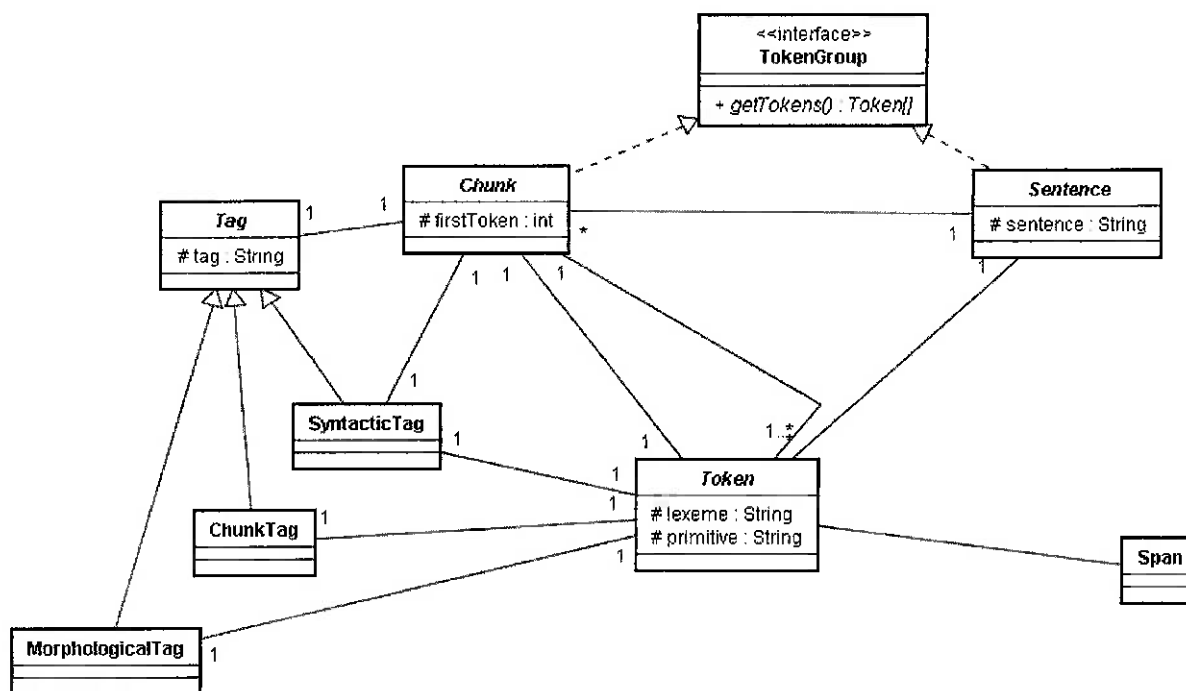 <<interface>>
TokenGroup
+ getTokens() : Token[]
Chunk
# firstToken : int
Sentence
# sentence : String
Tag
# tag : String
1
1
*
1
1
1
1
1
1
SyntacticTag
1
1
1..*
*
Token
# lexeme : String
# primitive : String
1
1
1
ChunkTag
1
Span
MorphologicalTag
1